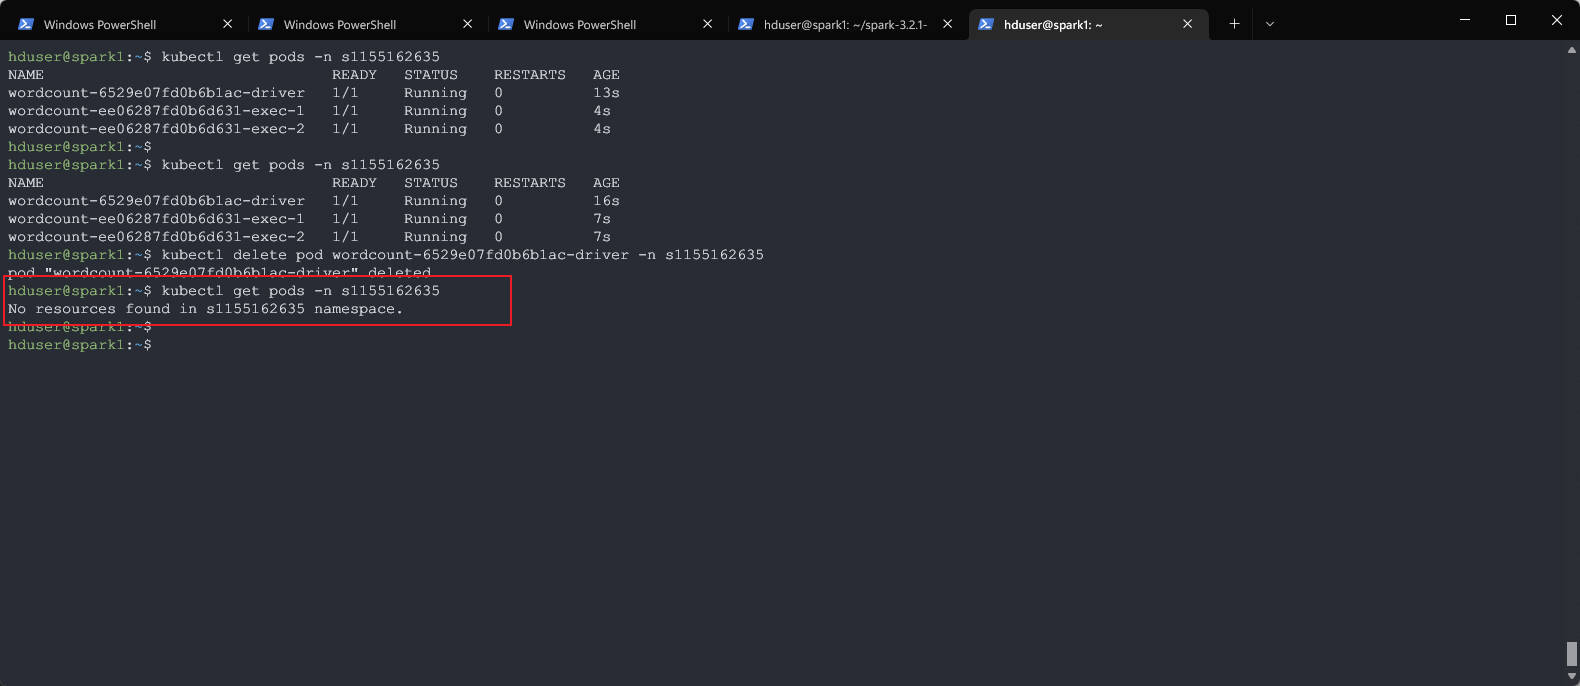 Windows PowerShell
Windows PowerShell
Windows PowerShell
hduser@spark1: ~/spark-3.2.1-
hduser@spark1: ~
hduser@spark1:~$ kubectl get pods -n s1155162635
NAME READY STATUS RESTARTS AGE
wordcount-6529e07fd0b6b1ac-driver 1/1 Running 0 13s
wordcount-ee06287fd0b6d631-exec-1 1/1 Running 0 4s
wordcount-ee06287fd0b6d631-exec-2 1/1 Running 0 4s
hduser@spark1:~$
hduser@spark1:~$ kubectl get pods -n s1155162635
NAME READY STATUS RESTARTS AGE
wordcount-6529e07fd0b6b1ac-driver 1/1 Running 0 16s
wordcount-ee06287fd0b6d631-exec-1 1/1 Running 0 7s
wordcount-ee06287fd0b6d631-exec-2 1/1 Running 0 7s
hduser@spark1:~$ kubectl delete pod wordcount-6529e07fd0b6b1ac-driver -n s1155162635
pod "wordcount-6529e07fd0b6b1ac-driver" deleted
hduser@spark1:~$ kubectl get pods -n s1155162635
No resources found in s1155162635 namespace.
hduser@spark1:~$
hduser@spark1:~$